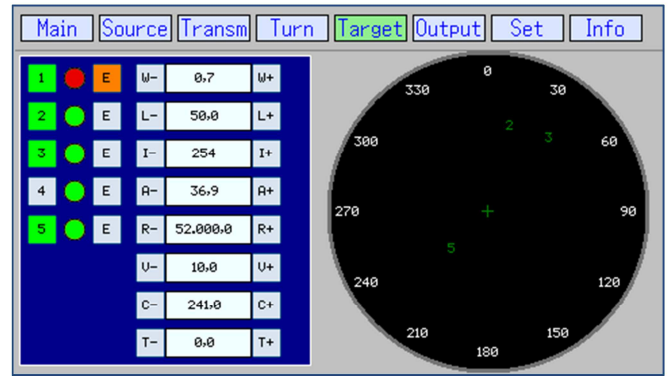 Main Source Transm Turn Target Output Set Info
1 E W- 0,7 W+
2 E L- 50,0 L+
3 E I- 254 I+
4 E A- 36,9 A+
5 E R- 52.000,0 R+
V- 10,0 V+
C- 241,0 C+
T- 0,0 T+
0
330 30
2 3
300 60
270 90
5
240 120
210 150
180